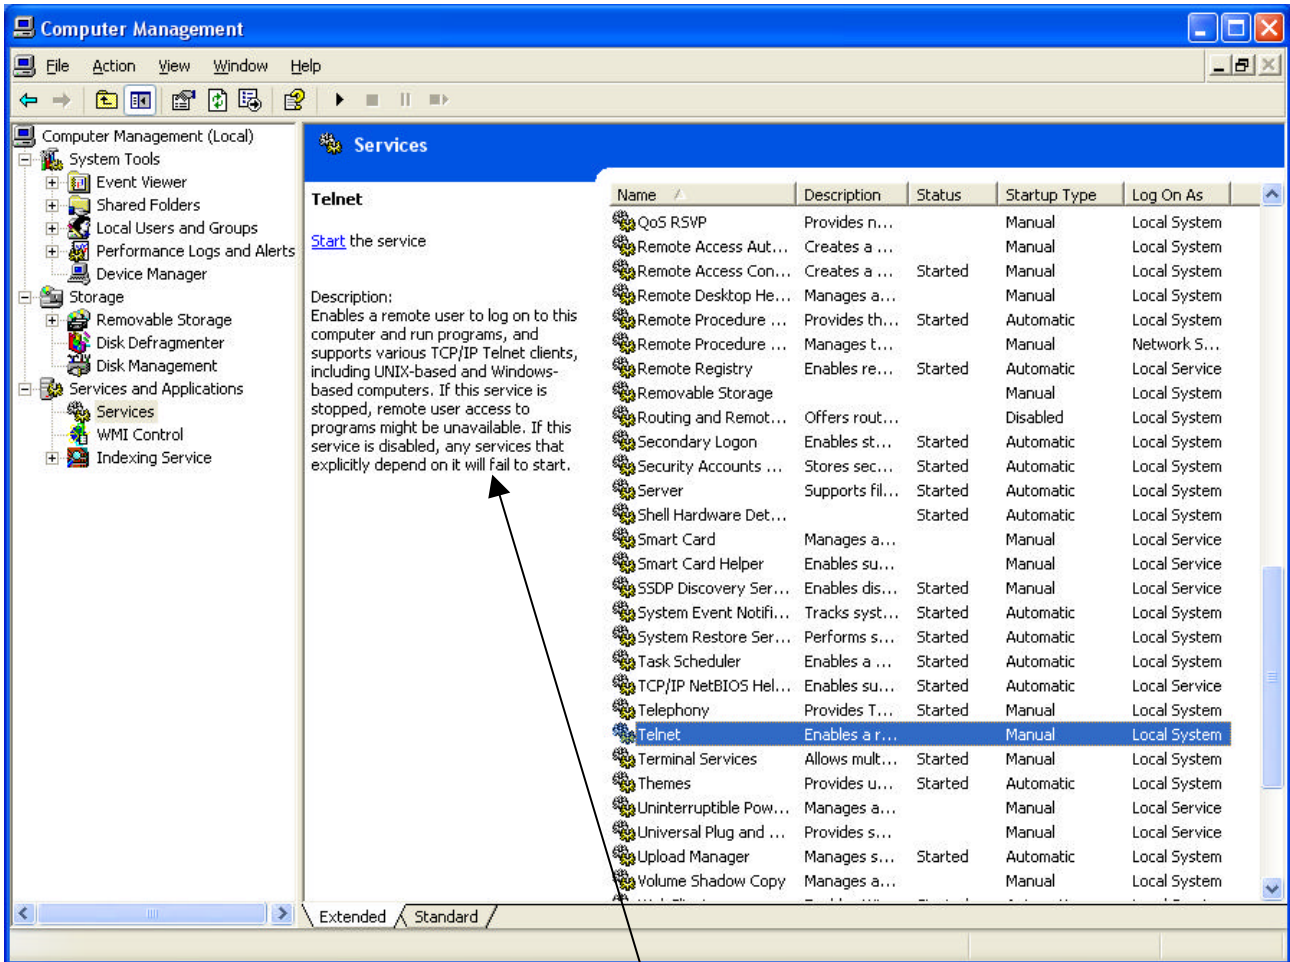 Computer Management
File Action View Window Help
Computer Management (Local)
System Tools
Event Viewer
Shared Folders
Local Users and Groups
Performance Logs and Alerts
Device Manager
Storage
Removable Storage
Disk Defragmenter
Disk Management
Services and Applications
Services
WMI Control
Indexing Service
Services
Telnet
Start the service
Description:
Enables a remote user to log on to this
computer and run programs, and
supports various TCP/IP Telnet clients,
including UNIX-based and Windows-
based computers. If this service is
stopped, remote user access to
programs might be unavailable. If this
service is disabled, any services that
explicitly depend on it will fail to start.
Name Description Status Startup Type Log On As
QoS RSVP Provides n... Manual Local System
Remote Access Aut... Creates a ... Manual Local System
Remote Access Con... Creates a ... Started Manual Local System
Remote Desktop He... Manages a... Manual Local System
Remote Procedure ... Provides th... Started Automatic Local System
Remote Procedure ... Manages t... Manual Network S...
Remote Registry Enables re... Started Automatic Local Service
Removable Storage Manual Local System
Routing and Remot... Offers rout... Disabled Local System
Secondary Logon Enables st... Started Automatic Local System
Security Accounts ... Stores sec... Started Automatic Local System
Server Supports fil... Started Automatic Local System
Shell Hardware Det... Started Automatic Local System
Smart Card Manages a... Manual Local Service
Smart Card Helper Enables su... Manual Local Service
SSDP Discovery Ser... Enables dis... Started Manual Local Service
System Event Notifi... Tracks syst... Started Automatic Local System
System Restore Ser... Performs s... Started Automatic Local System
Task Scheduler Enables a ... Started Automatic Local System
TCP/IP NetBIOS Hel... Enables su... Started Automatic Local Service
Telephony Provides T... Started Manual Local System
Telnet Enables a r... Manual Local System
Terminal Services Allows mult... Started Manual Local System
Themes Provides u... Started Automatic Local System
Uninterruptible Pow... Manages a... Manual Local Service
Universal Plug and ... Provides s... Manual Local Service
Upload Manager Manages s... Started Automatic Local System
Volume Shadow Copy Manages a... Manual Local System
Extended Standard